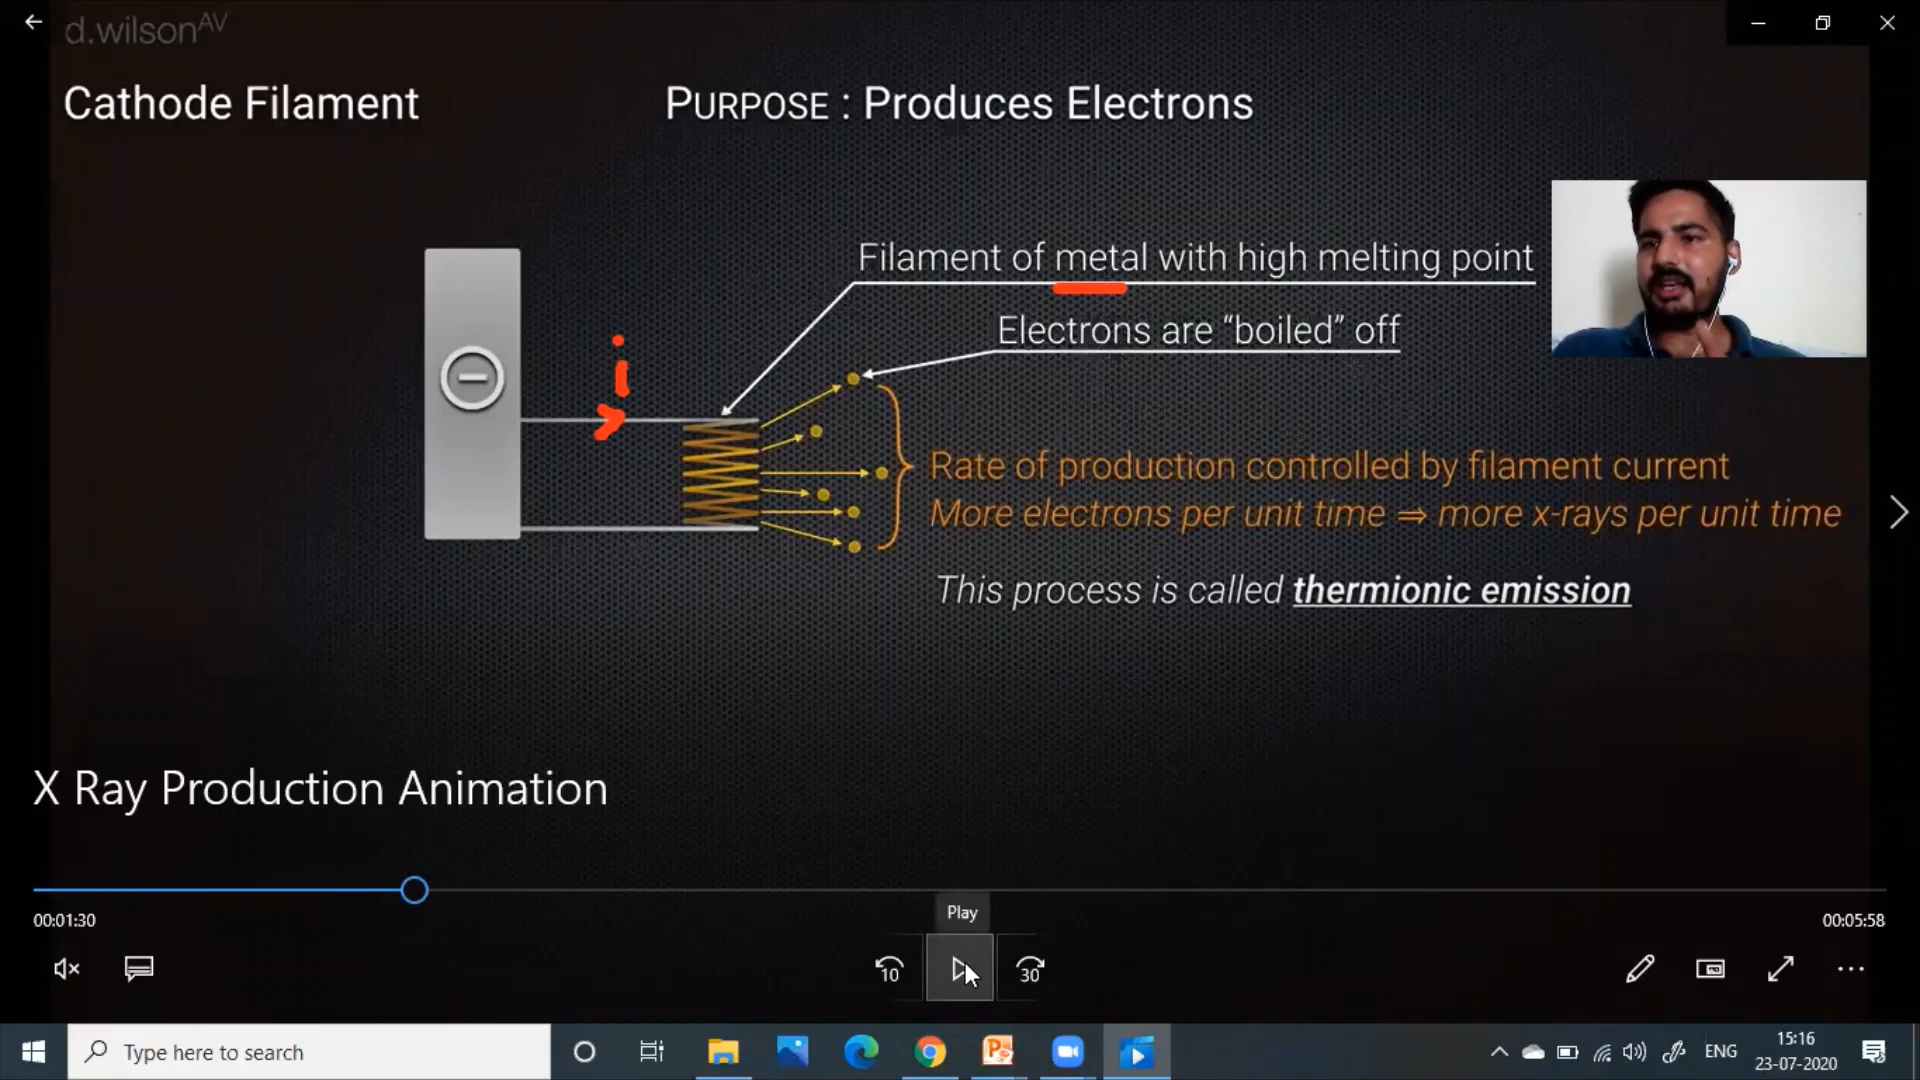 d.wilsonAV
Cathode Filament
PURPOSE : Produces Electrons
Filament of metal with high melting point
Electrons are “boiled” off
i
Rate of production controlled by filament current
More electrons per unit time ⇒ more x-rays per unit time
This process is called thermionic emission
X Ray Production Animation
00:01:30
Play
00:05:58
10
30
Type here to search
ENG
15:16
23-07-2020